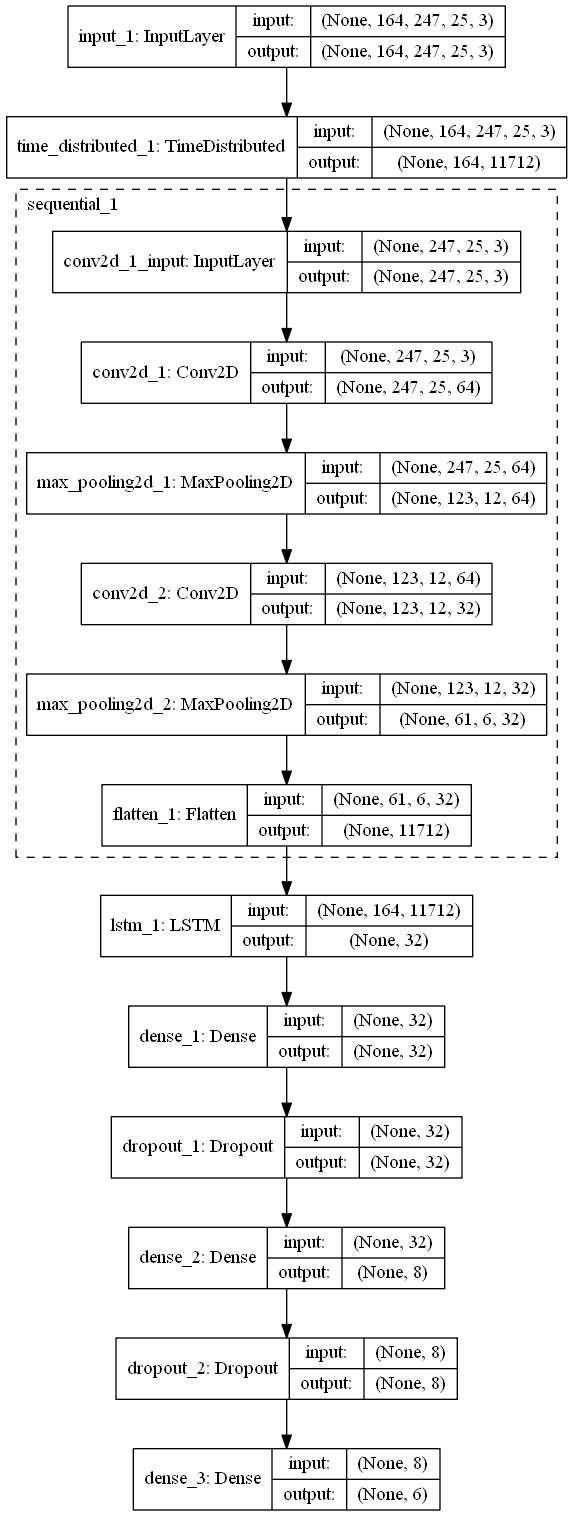 input_1: InputLayer
input: (None, 164, 247, 25, 3)
output: (None, 164, 247, 25, 3)
time_distributed_1: TimeDistributed
input: (None, 164, 247, 25, 3)
output: (None, 164, 11712)
sequential_1
conv2d_1_input: InputLayer
input: (None, 247, 25, 3)
output: (None, 247, 25, 3)
conv2d_1: Conv2D
input: (None, 247, 25, 3)
output: (None, 247, 25, 64)
max_pooling2d_1: MaxPooling2D
input: (None, 247, 25, 64)
output: (None, 123, 12, 64)
conv2d_2: Conv2D
input: (None, 123, 12, 64)
output: (None, 123, 12, 32)
max_pooling2d_2: MaxPooling2D
input: (None, 123, 12, 32)
output: (None, 61, 6, 32)
flatten_1: Flatten
input: (None, 61, 6, 32)
output: (None, 11712)
lstm_1: LSTM
input: (None, 164, 11712)
output: (None, 32)
dense_1: Dense
input: (None, 32)
output: (None, 32)
dropout_1: Dropout
input: (None, 32)
output: (None, 32)
dense_2: Dense
input: (None, 32)
output: (None, 8)
dropout_2: Dropout
input: (None, 8)
output: (None, 8)
dense_3: Dense
input: (None, 8)
output: (None, 6)